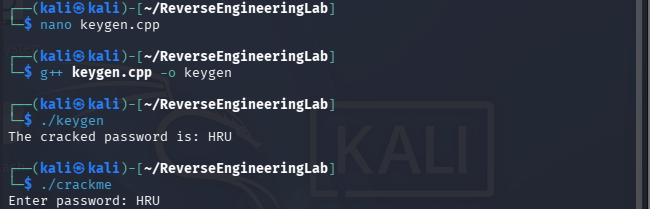 ┌──(kali㉿kali)-[~/ReverseEngineeringLab]
└─$ nano keygen.cpp
┌──(kali㉿kali)-[~/ReverseEngineeringLab]
└─$ g++ keygen.cpp -o keygen
┌──(kali㉿kali)-[~/ReverseEngineeringLab]
└─$ ./keygen
The cracked password is: HRU
KALI
┌──(kali㉿kali)-[~/ReverseEngineeringLab]
└─$ ./crackme
Enter password: HRU